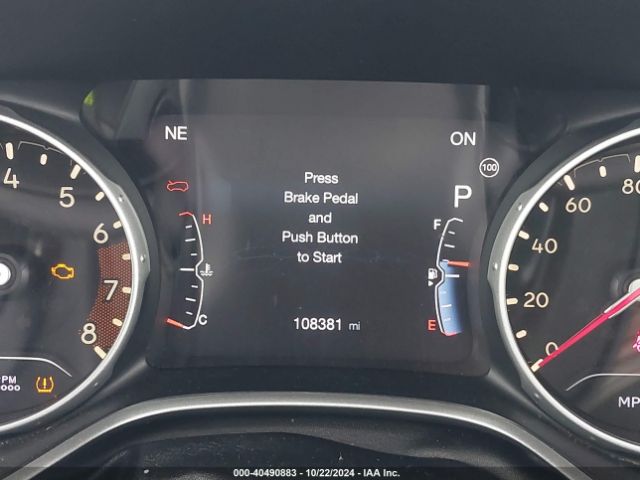 NE
ON
100
Press
Brake Pedal
and
Push Button
to Start
P
H
C
F
E
108381 mi
4
5
6
7
8
0
20
40
60
80
MP
000-40490883 - 10/22/2024 - IAA Inc.